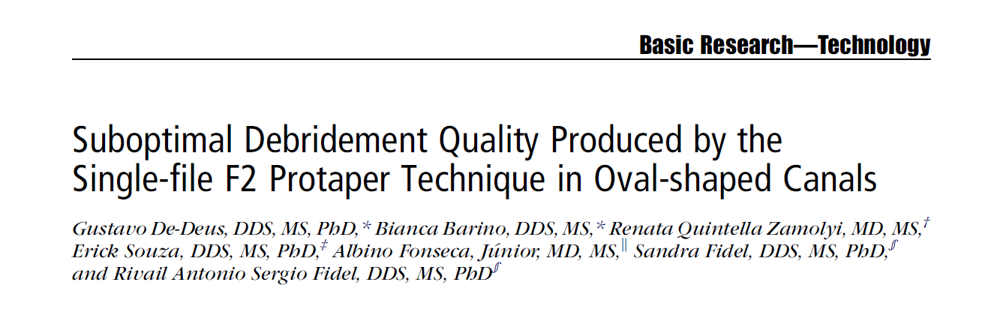 Basic Research—Technology
Suboptimal Debridement Quality Produced by the
Single-file F2 Protaper Technique in Oval-shaped Canals
Gustavo De-Deus, DDS, MS, PhD,* Bianca Barino, DDS, MS,* Renata Quintella Zamolyi, MD, MS,†
Erick Souza, DDS, MS, PhD,‡ Albino Fonseca, Júnior, MD, MS,‖ Sandra Fidel, DDS, MS, PhD,§
and Rivail Antonio Sergio Fidel, DDS, MS, PhD§